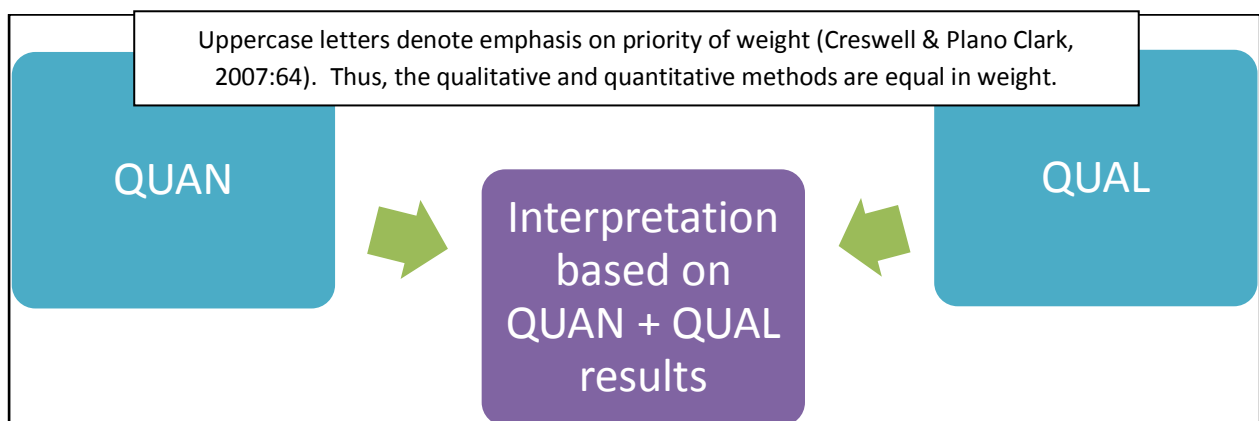 Uppercase letters denote emphasis on priority of weight (Creswell & Plano Clark,
2007:64).  Thus, the qualitative and quantitative methods are equal in weight.
QUAN
QUAL
Interpretation
based on
QUAN + QUAL
results